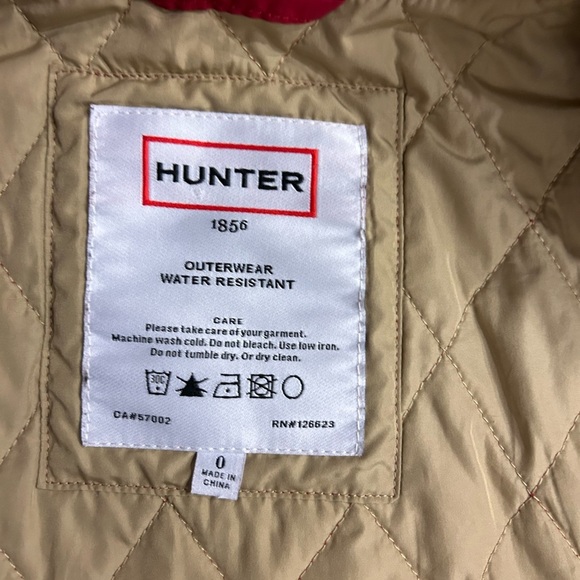 HUNTER
1856
OUTERWEAR
WATER RESISTANT
CARE
Please take care of your garment.
Machine wash cold. Do not bleach. Use low iron.
Do not tumble dry. Or dry clean.
30C
CA#57002
RN#126623
0
MADE IN
CHINA